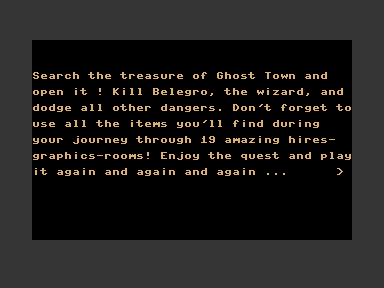 Search the treasure of Ghost Town and
open it ! Kill Belegro, the wizard, and
dodge all other dangers. Don't forget to
use all the items you'll find during
your journey through 19 amazing hires-
graphics-rooms! Enjoy the quest and play
it again and again and again ... >